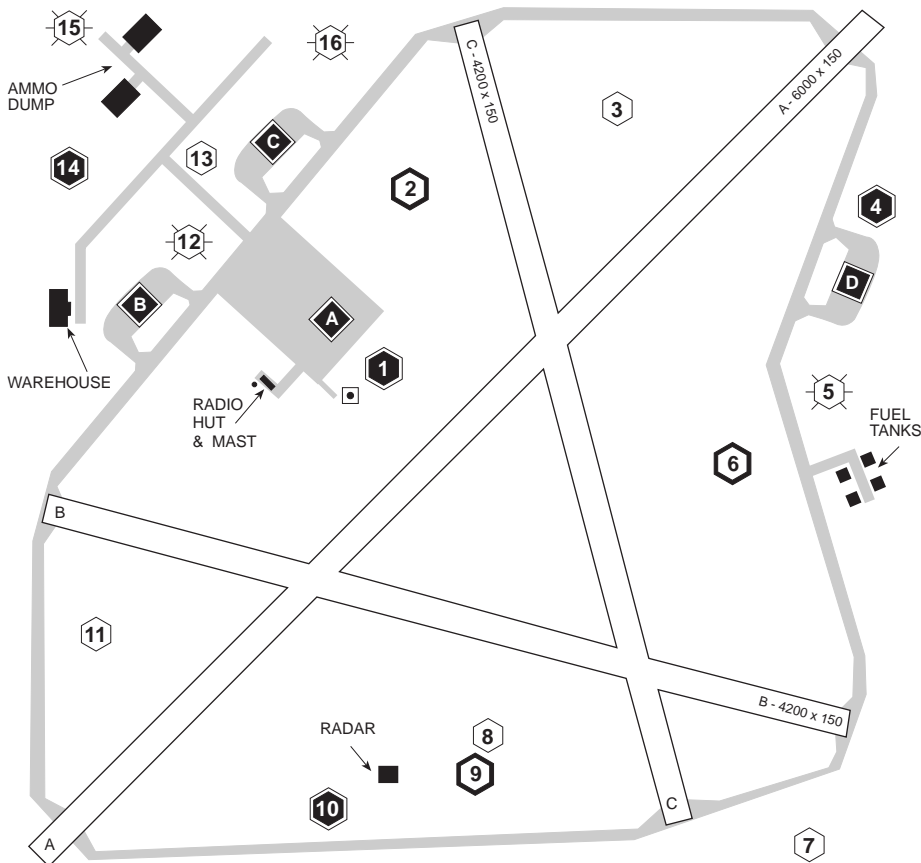 15
16
AMMO
DUMP
C - 4200 x 150
A - 6000 x 150
3
C
14
13
2
4
12
B
A
D
WAREHOUSE
1
RADIO
HUT
& MAST
5
FUEL
TANKS
6
B
11
B - 4200 x 150
RADAR
8
9
10
C
A
7